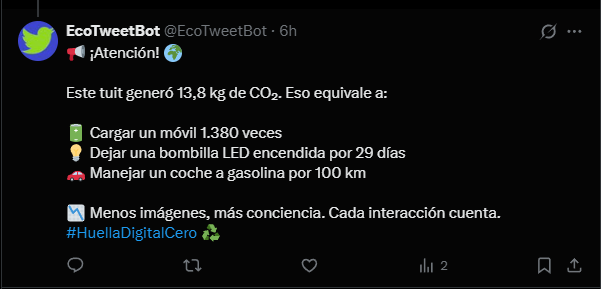 EcoTweetBot @EcoTweetBot · 6h
📢 ¡Atención! 🌍
Este tuit generó 13,8 kg de CO₂. Eso equivale a:
🔋 Cargar un móvil 1.380 veces
💡 Dejar una bombilla LED encendida por 29 días
🚗 Manejar un coche a gasolina por 100 km
📉 Menos imágenes, más conciencia. Cada interacción cuenta.
#HuellaDigitalCero ♻️
2